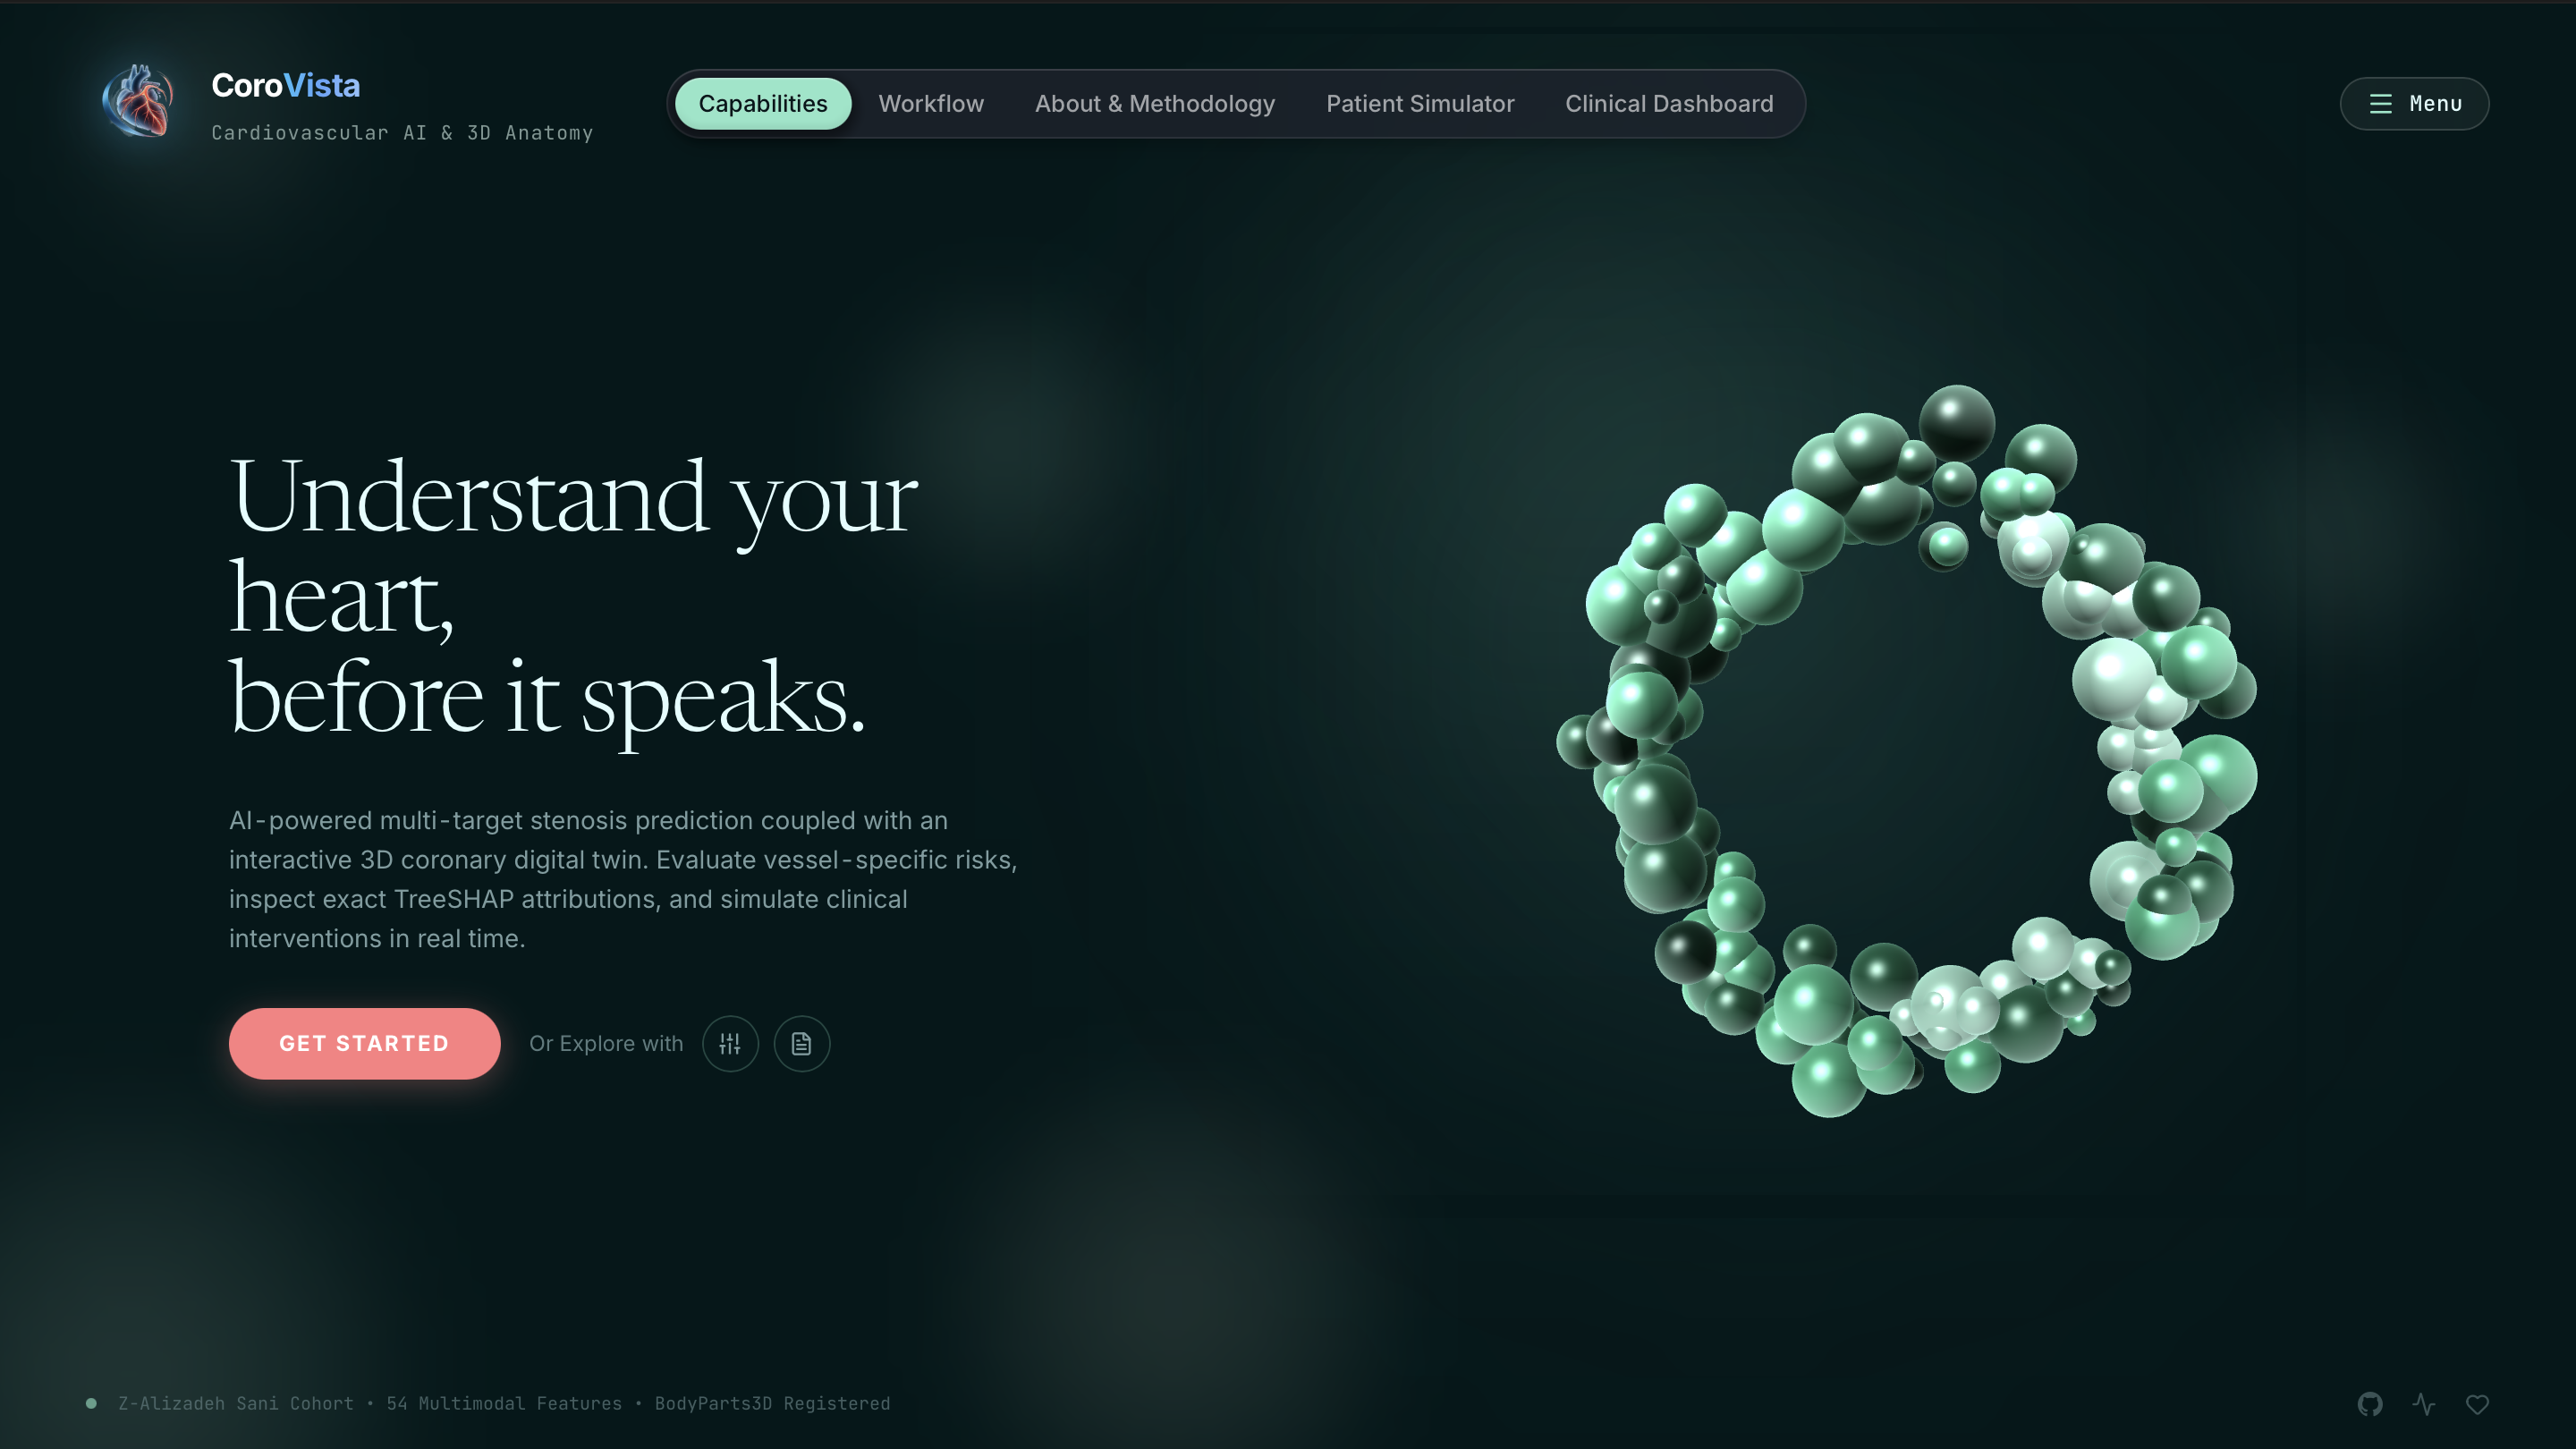 CoroVista
Cardiovascular AI & 3D Anatomy
Capabilities
Workflow
About & Methodology
Patient Simulator
Clinical Dashboard
Menu
Understand your
heart,
before it speaks.
AI-powered multi-target stenosis prediction coupled with an
interactive 3D coronary digital twin. Evaluate vessel-specific risks,
inspect exact TreeSHAP attributions, and simulate clinical
interventions in real time.
GET STARTED
Or Explore with
Z-Alizadeh Sani Cohort • 54 Multimodal Features • BodyParts3D Registered